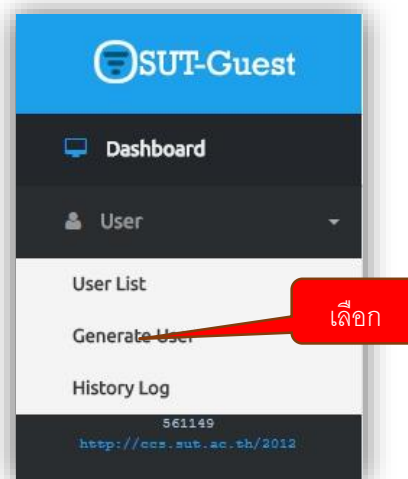 SUT-Guest
Dashboard
User
User List
Generate User
เลือก
History Log
561149
http://ccs.sut.ac.th/2012